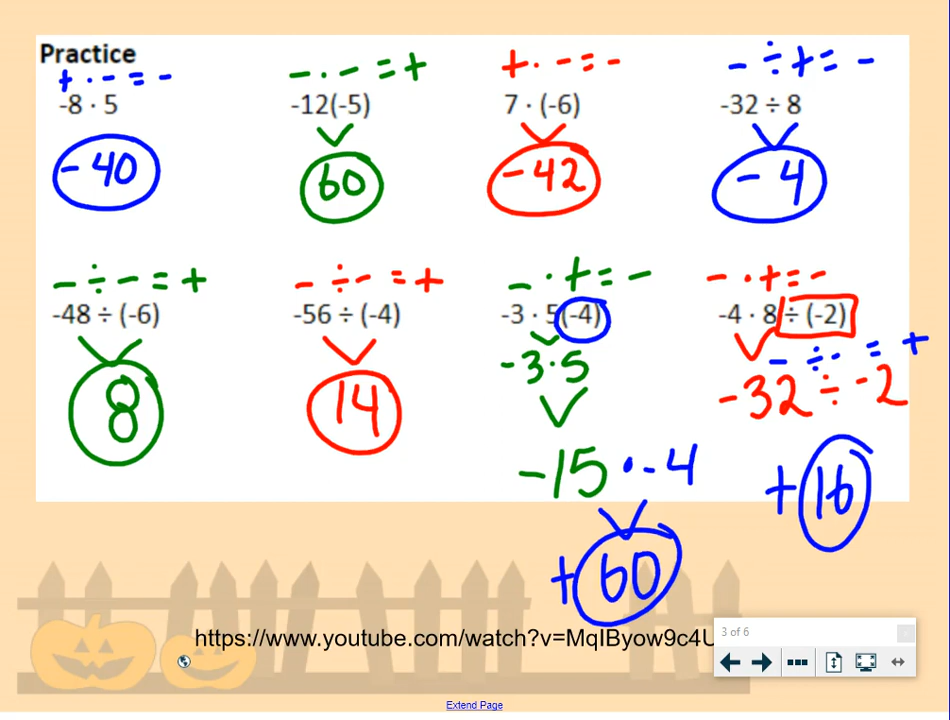 Practice
+ · - = -
- · - = +
+ · - = -
- ÷ + = -
-8 · 5
-12(-5)
7 · (-6)
-32 ÷ 8
-40
60
-42
-4
- ÷ - = +
- ÷ - = +
- · + = -
- · + = -
-48 ÷ (-6)
-56 ÷ (-4)
-3 · 5(-4)
-4 · 8 ÷ (-2)
8
14
-3·5
- ÷ - = +
-32 ÷ -2
-15 · -4
+16
+60
https://www.youtube.com/watch?v=MqIByow9c4U
3 of 6
Extend Page